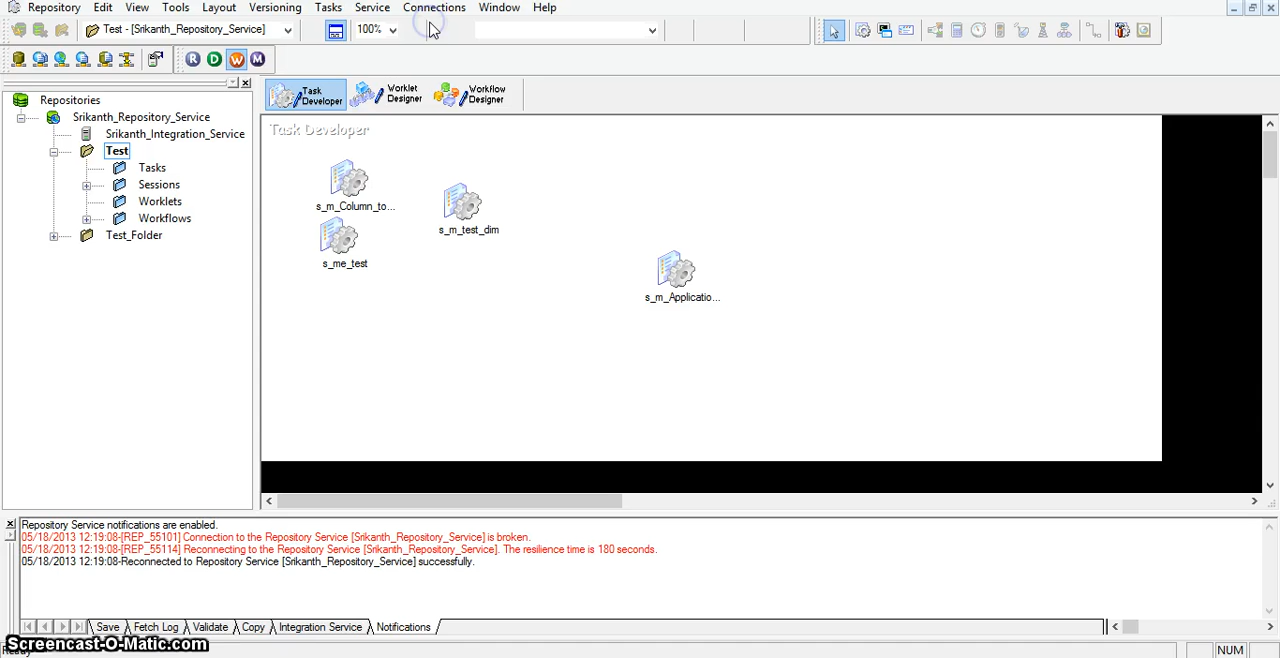 Repository Edit View Tools Layout Versioning Tasks Service Connections Window Help
Test - [Srikanth_Repository_Service] 100%
R D W M
Repositories
Srikanth_Repository_Service
Srikanth_Integration_Service
Test
Tasks
Sessions
Worklets
Workflows
Test_Folder
Task Developer
Worklet Designer
Workflow Designer
Task Developer
s_m_Column_to...
s_m_test_dim
s_me_test
s_m_Applicatio...
Repository Service notifications are enabled.
05/18/2013 12:19:08-[REP_55101] Connection to the Repository Service [Srikanth_Repository_Service] is broken.
05/18/2013 12:19:08-[REP_55114] Reconnecting to the Repository Service [Srikanth_Repository_Service]. The resilience time is 180 seconds.
05/18/2013 12:19:08-Reconnected to Repository Service [Srikanth_Repository_Service] successfully.
Save Fetch Log Validate Copy Integration Service Notifications
Screencast-O-Matic.com
NUM